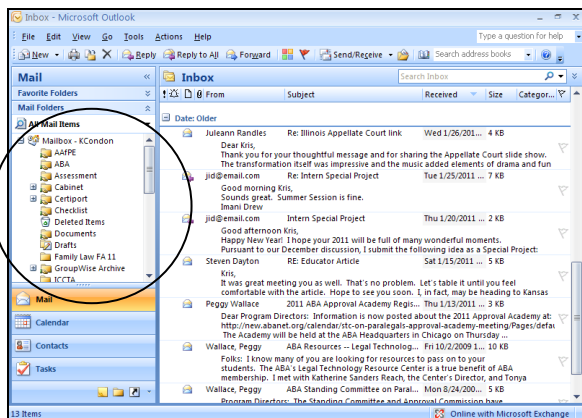 Inbox - Microsoft Outlook
File Edit View Go Tools Actions Help
Type a question for help
New Reply Reply to All Forward Send/Receive Search address books
Mail
Favorite Folders
Mail Folders
All Mail Items
Mailbox - KCondon
AAfPE
ABA
Assessment
Cabinet
Certiport
Checklist
Deleted Items
Documents
Drafts
Family Law FA 11
GroupWise Archive
ICCTA
Mail
Calendar
Contacts
Tasks
Inbox
Search Inbox
From Subject Received Size Categor...
Date: Older
Juleann Randles Re: Illinois Appellate Court link Wed 1/26/201... 4 KB
Dear Kris,
Thank you for your thoughtful message and for sharing the Appellate Court slide show.
The transformation itself was impressive and the music added elements of drama and fun
jid@email.com Re: Intern Special Project Tue 1/25/2011 ... 7 KB
Good morning Kris,
Sounds great. Summer Session is fine.
Imani Drew
jid@email.com Intern Special Project Thu 1/20/2011 ... 2 KB
Good afternoon Kris,
Happy New Year! I hope your 2011 will be full of many wonderful moments.
Pursuant to our December discussion, I submit the following idea as a Special Project:
Steven Dayton RE: Educator Article Sat 1/15/2011 ... 5 KB
Kris,
It was great meeting you as well. That's no problem. Let's table it until you feel
comfortable with the article. Hope to see you soon. I, in fact, may be heading to Kansas
Peggy Wallace 2011 ABA Approval Academy Regis... Thu 1/13/2011 ... 3 KB
Dear Program Directors: Information is now posted about the 2011 Approval Academy at:
http://new.abanet.org/calendar/stc-on-paralegals-approval-academy-meeting/Pages/defau
The Academy will be held at the ABA Headquarters in Chicago on Thursday ...
Wallace, Peggy ABA Resources -- Legal Technolog... Fri 10/2/2009 1... 10 KB
Folks: I know many of you are looking for resources to pass on to your
students. The ABA's Legal Technology Resource Center is a true benefit of ABA
membership. I met with Katherine Sanders Reach, the Center's Director, and Tonya
Wallace, Peggy ABA Standing Committee on Paral... Mon 8/24/200... 5 KB
Program Directors: The Standing Committee and Approval Commission have
13 Items
Online with Microsoft Exchange